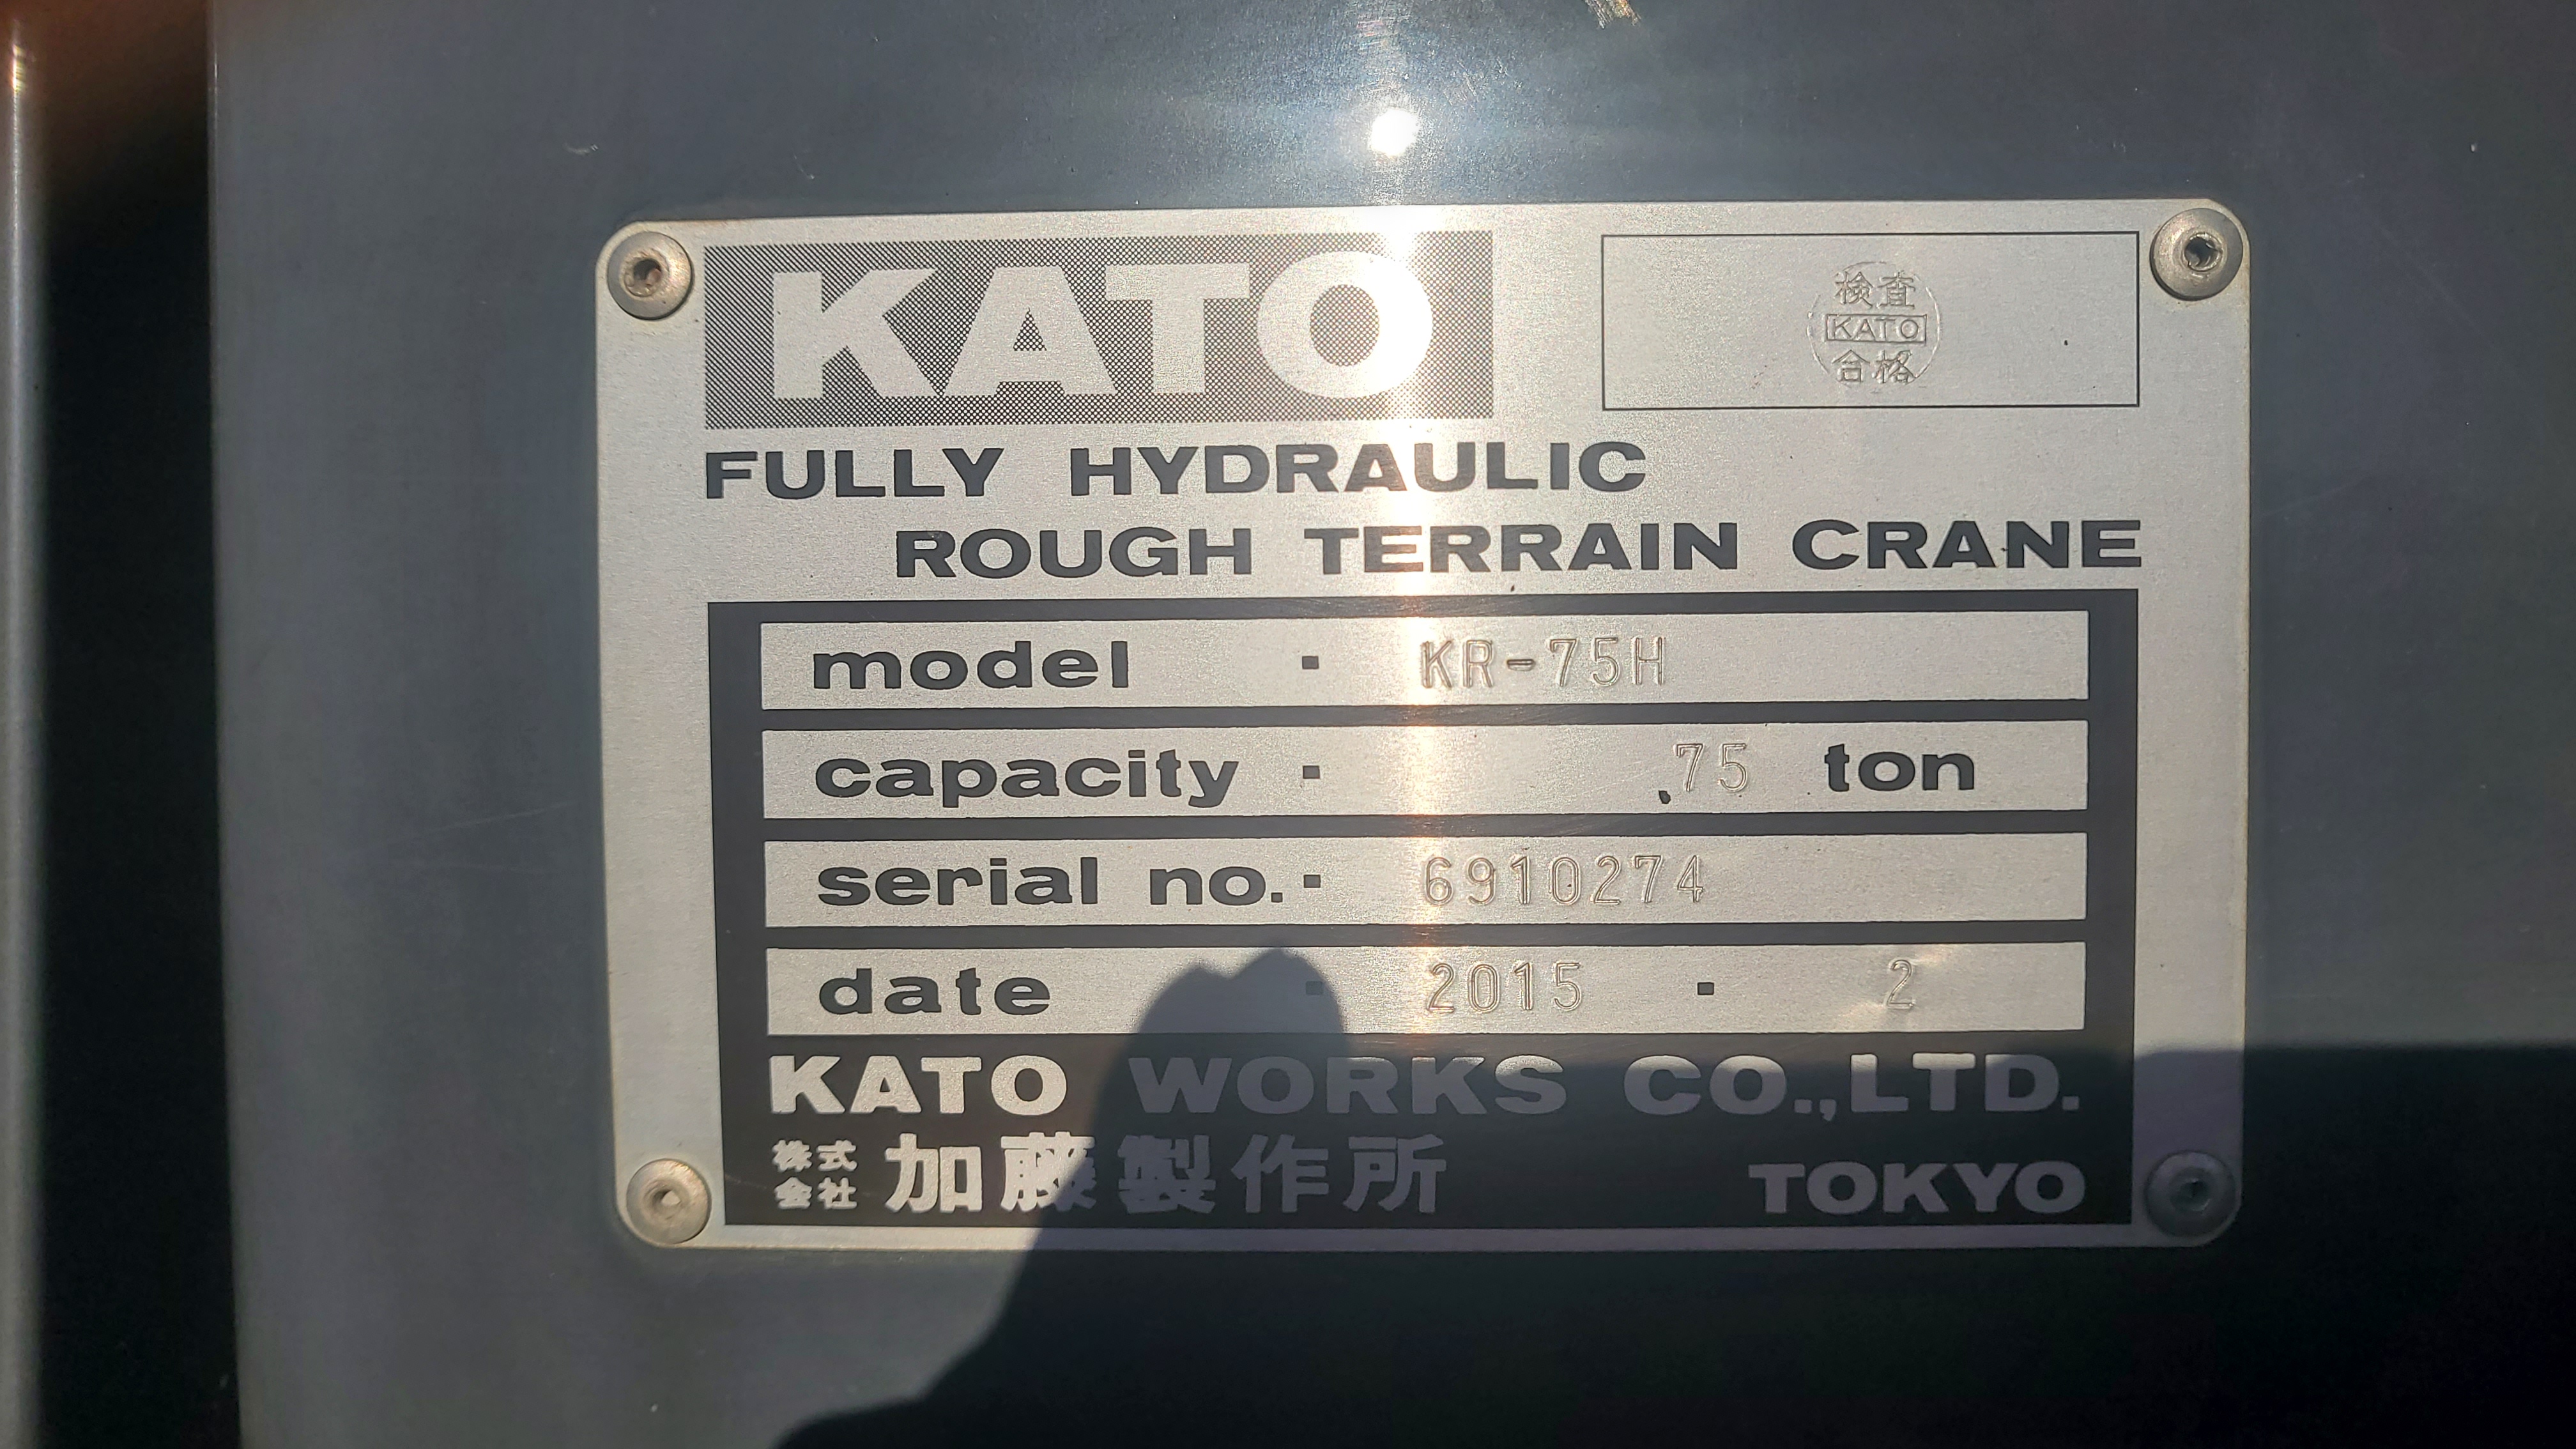 KATO
検査
KATO
合格
FULLY HYDRAULIC
ROUGH TERRAIN CRANE
model · KR-75H
capacity · 75 ton
serial no. · 6910274
date · 2015 · 2
KATO WORKS CO.,LTD.
株式会社 加藤製作所 TOKYO